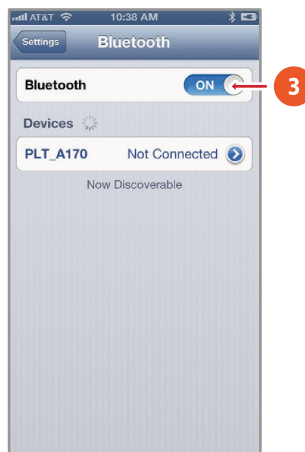 AT&T 10:38 AM
Settings Bluetooth
Bluetooth ON
3
Devices
PLT_A170 Not Connected
Now Discoverable